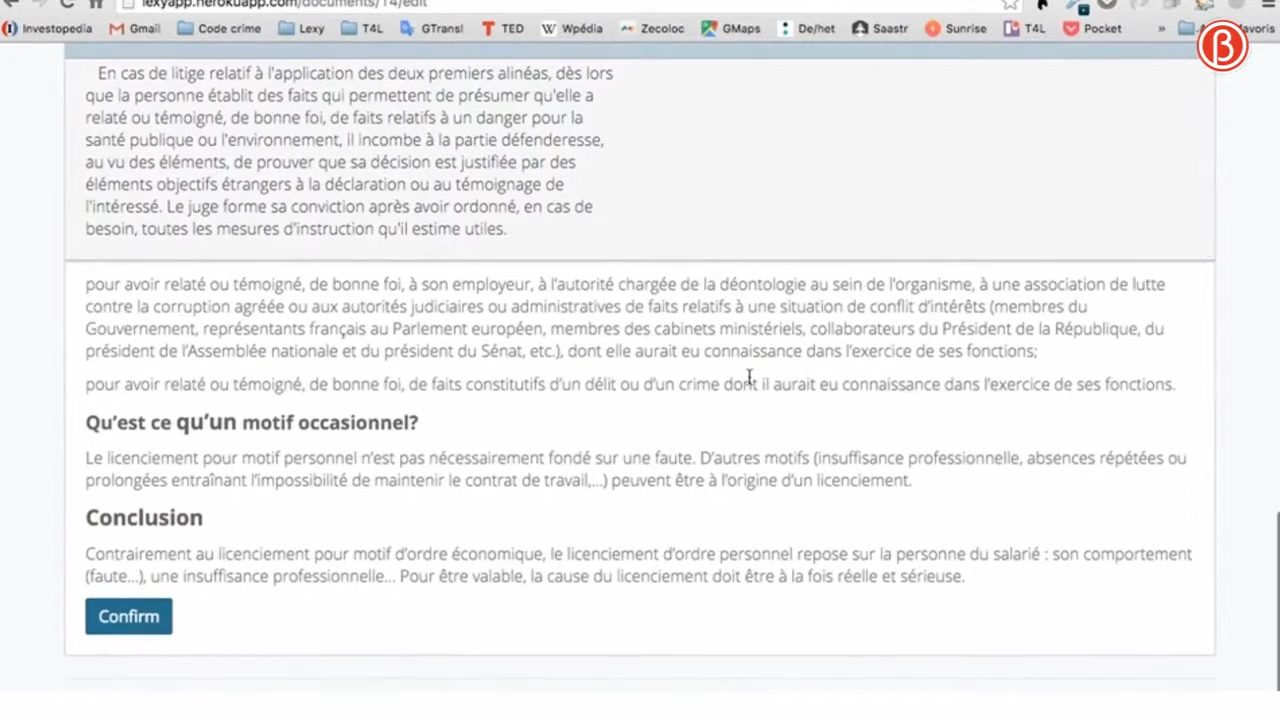 lexyapp.herokuapp.com/documents/14/edit
Investopedia Gmail Code crime Lexy T4L GTransl TED Wpédia Zecoloc GMaps De/het Saastr Sunrise T4L Pocket » favoris
ß
En cas de litige relatif à l'application des deux premiers alinéas, dès lors
que la personne établit des faits qui permettent de présumer qu'elle a
relaté ou témoigné, de bonne foi, de faits relatifs à un danger pour la
santé publique ou l'environnement, il incombe à la partie défenderesse,
au vu des éléments, de prouver que sa décision est justifiée par des
éléments objectifs étrangers à la déclaration ou au témoignage de
l'intéressé. Le juge forme sa conviction après avoir ordonné, en cas de
besoin, toutes les mesures d'instruction qu'il estime utiles.
pour avoir relaté ou témoigné, de bonne foi, à son employeur, à l'autorité chargée de la déontologie au sein de l'organisme, à une association de lutte
contre la corruption agréée ou aux autorités judiciaires ou administratives de faits relatifs à une situation de conflit d'intérêts (membres du
Gouvernement, représentants français au Parlement européen, membres des cabinets ministériels, collaborateurs du Président de la République, du
président de l'Assemblée nationale et du président du Sénat, etc.), dont elle aurait eu connaissance dans l'exercice de ses fonctions;
pour avoir relaté ou témoigné, de bonne foi, de faits constitutifs d'un délit ou d'un crime dont il aurait eu connaissance dans l'exercice de ses fonctions.
Qu'est ce qu'un motif occasionnel?
Le licenciement pour motif personnel n'est pas nécessairement fondé sur une faute. D'autres motifs (insuffisance professionnelle, absences répétées ou
prolongées entraînant l'impossibilité de maintenir le contrat de travail,...) peuvent être à l'origine d'un licenciement.
Conclusion
Contrairement au licenciement pour motif d'ordre économique, le licenciement d'ordre personnel repose sur la personne du salarié : son comportement
(faute...), une insuffisance professionnelle... Pour être valable, la cause du licenciement doit être à la fois réelle et sérieuse.
Confirm